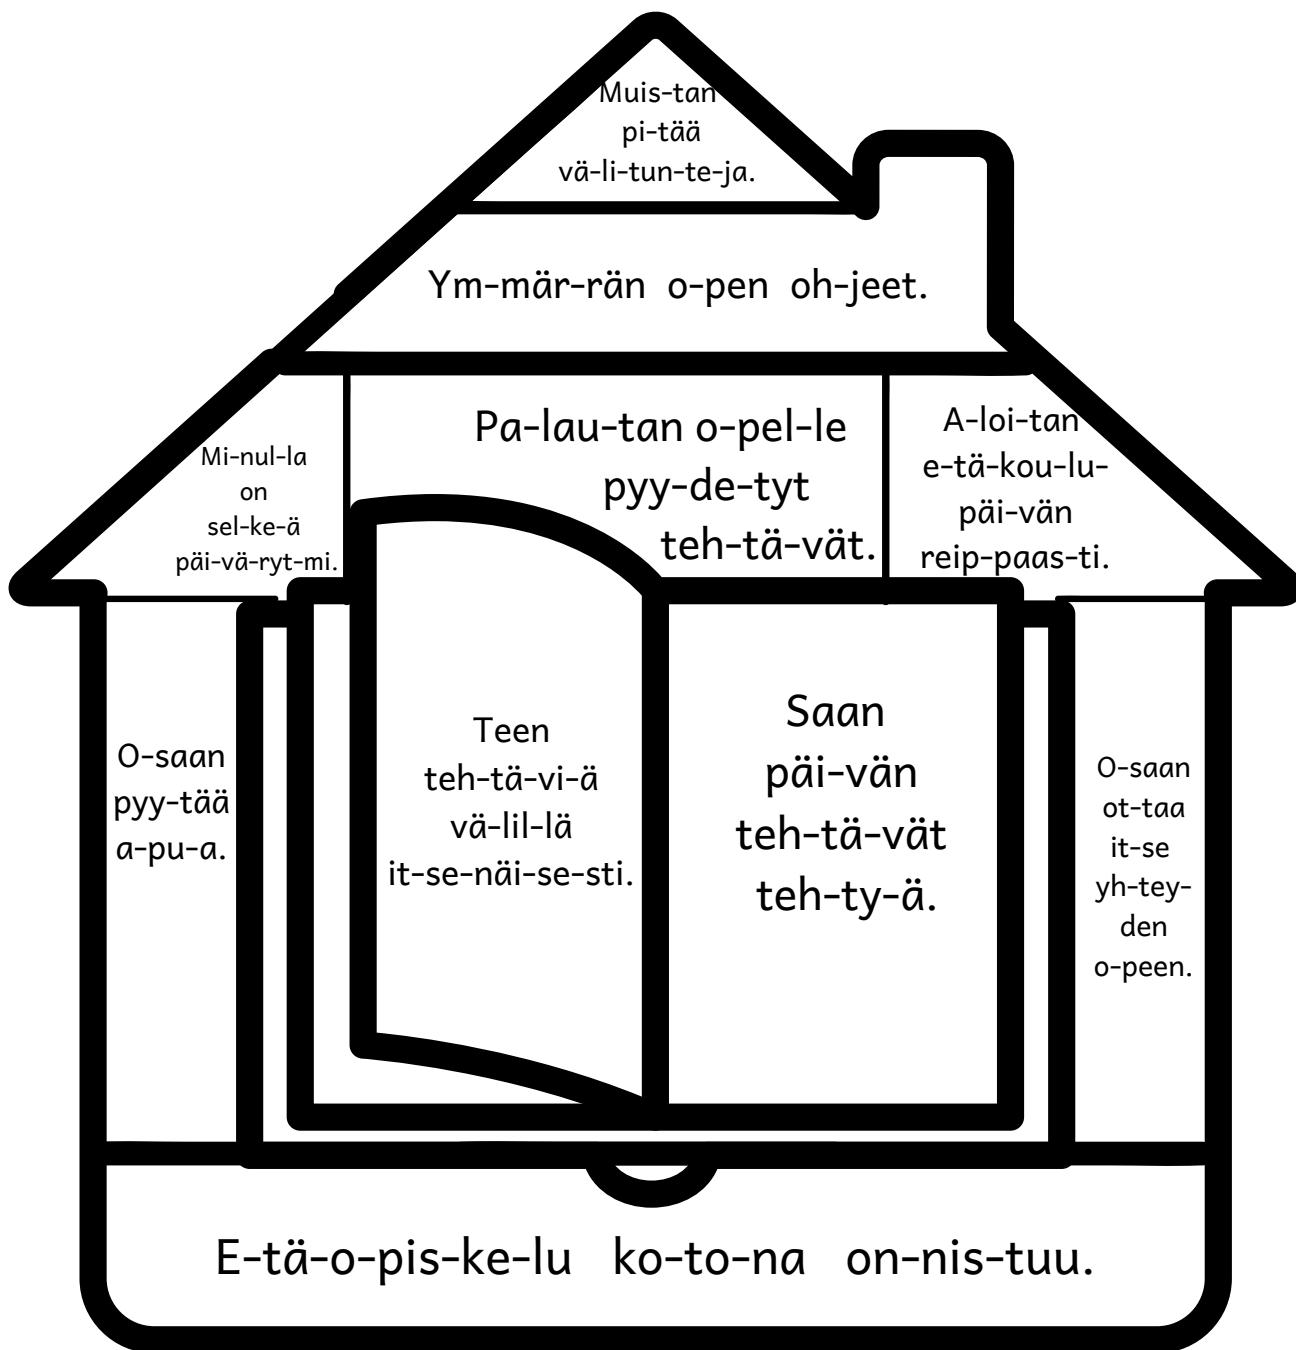 Muis-tan
pi-tää
vä-li-tun-te-ja.
Ym-mär-rän o-pen oh-jeet.
Mi-nul-la
on
sel-ke-ä
päi-vä-ryt-mi.
Pa-lau-tan o-pel-le
pyy-de-tyt
teh-tä-vät.
A-loi-tan
e-tä-kou-lu-
päi-vän
reip-paas-ti.
O-saan
pyy-tää
a-pu-a.
Teen
teh-tä-vi-ä
vä-lil-lä
it-se-näi-se-sti.
Saan
päi-vän
teh-tä-vät
teh-ty-ä.
O-saan
ot-taa
it-se
yh-tey-
den
o-peen.
E-tä-o-pis-ke-lu ko-to-na on-nis-tuu.